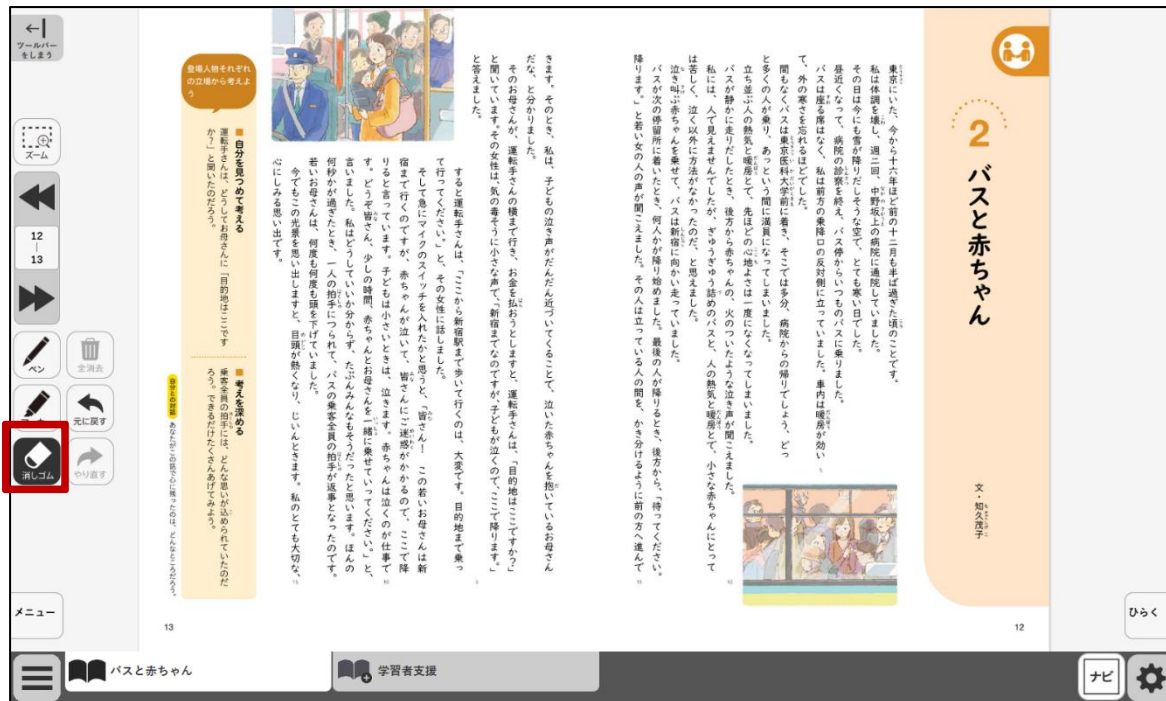 ツールバー
をしまう
ズーム
12
13
ペン
全消去
元に戻す
消しゴム
やり直す
メニュー
2
バスと赤ちゃん
文・知久茂子
東京にいた、今から十六年ほど前の十二月も半ば過ぎた頃のことです。
私は体調を壊し、週二回、中野坂上の病院に通院していました。
その日は今にも雪が降りだしそうな空で、とても寒い日でした。
昼近くなって、病院の診察を終え、バス停からいつものバスに乗りました。
バスは座る席はなく、私は前方の乗降口の反対側に立っていました。車内は暖房が効い
て、外の寒さを忘れるほどでした。
間もなくバスは東京医科大学前に着き、そこでは多分、病院からの帰りでしょう、どっ
と多くの人が乗り、あっという間に満員になってしまいました。
立ち並ぶ人の熱気と暖房とで、先ほどの心地よさは一度になくなってしまいました。
バスが静かに走りだしたとき、後方から赤ちゃんの、火のついたような泣き声が聞こえました。
私には、人で見えませんでしたが、ぎゅうぎゅう詰めのバスと、人の熱気と暖房とで、小さな赤ちゃんにとって
は苦しく、泣く以外に方法がなかったのだ、と思えました。
泣き叫ぶ赤ちゃんを乗せて、バスは新宿に向かい走っていました。
バスが次の停留所に着いたとき、何人かが降り始めました。最後の人が降りるとき、後方から、「待ってください。
降ります。」と若い女の人の声が聞こえました。その人は立っている人の間を、かき分けるように前の方へ進んで
12
きます。そのとき、私は、子どもの泣き声がだんだん近づいてくることで、泣いた赤ちゃんを抱いているお母さん
だな、と分かりました。
そのお母さんが、運転手さんの横まで行き、お金を払おうとしますと、運転手さんは、「目的地はここですか？」
と聞いています。その女性は、気の毒そうに小さな声で、「新宿までなのですが、子どもが泣くので、ここで降ります。」
と答えました。
すると運転手さんは、「ここから新宿駅まで歩いて行くのは、大変です。目的地まで乗っ
て行ってください。」と、その女性に話しました。
そして急にマイクのスイッチを入れたかと思うと、「皆さん！　この若いお母さんは新
宿まで行くのですが、赤ちゃんが泣いて、皆さんにご迷惑がかかるので、ここで降
りると言っています。子どもは小さいときは、泣きます。赤ちゃんは泣くのが仕事で
す。どうぞ皆さん、少しの時間、赤ちゃんとお母さんを一緒に乗せていってください。」と、
言いました。私はどうしていいか分からず、たぶんみんなもそうだったと思います。ほんの
何秒かが過ぎたとき、一人の拍手につられて、バスの乗客全員の拍手が返事となったのです。
若いお母さんは、何度も何度も頭を下げていました。
今でもこの光景を思い出しますと、目頭が熱くなり、じいんときます。私のとても大切な、
心にしみる思い出です。
登場人物それぞれ
の立場から考えよ
う
■自分を見つめて考える
運転手さんは、どうしてお母さんに「目的地はここです
か？」と聞いたのだろう。
■考えを深める
乗客全員の拍手には、どんな思いが込められていたのだ
ろう。できるだけたくさんあげてみよう。
自分との対話　あなたがこの話で心に残ったのは、どんなところだろう。
13
ひらく
バスと赤ちゃん
学習者支援
ナビ